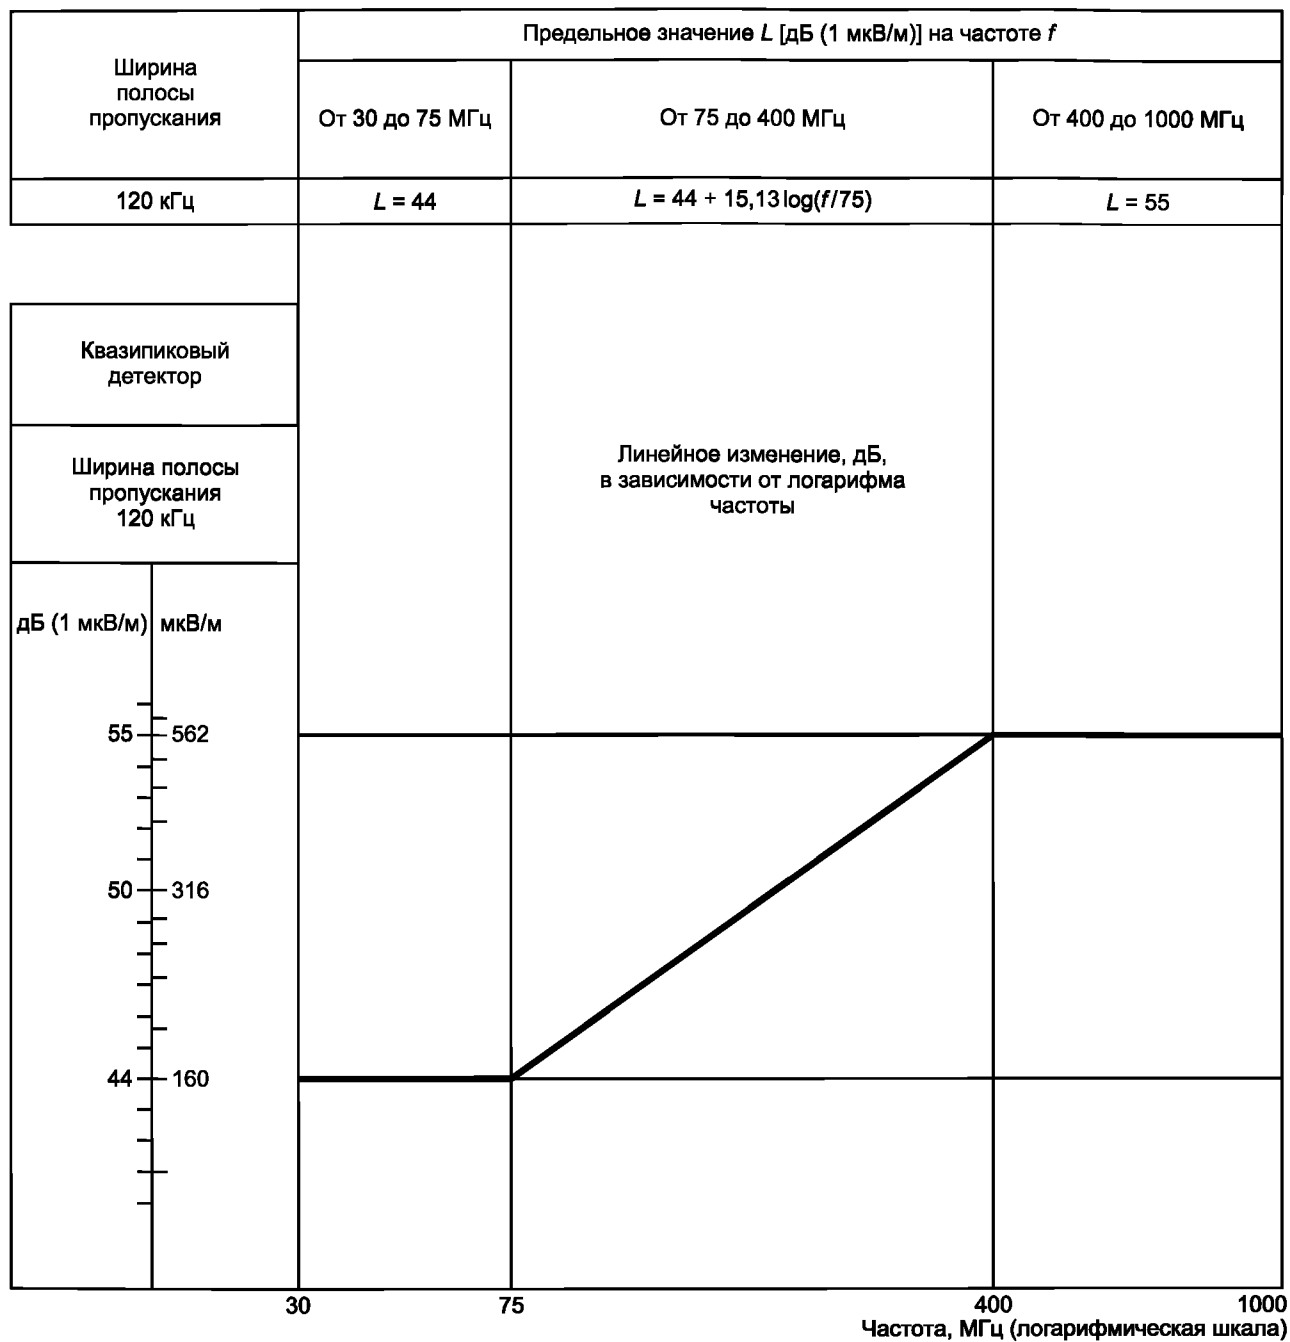 Ширина
полосы
пропускания
Предельное значение L [дБ (1 мкВ/м)] на частоте f
От 30 до 75 МГц
От 75 до 400 МГц
От 400 до 1000 МГц
120 кГц
L = 44
L = 44 + 15,13 log(f/75)
L = 55
Квазипиковый
детектор
Ширина полосы
пропускания
120 кГц
Линейное изменение, дБ,
в зависимости от логарифма
частоты
дБ (1 мкВ/м)
мкВ/м
55
562
50
316
44
160
30
75
400
1000
Частота, МГц (логарифмическая шкала)